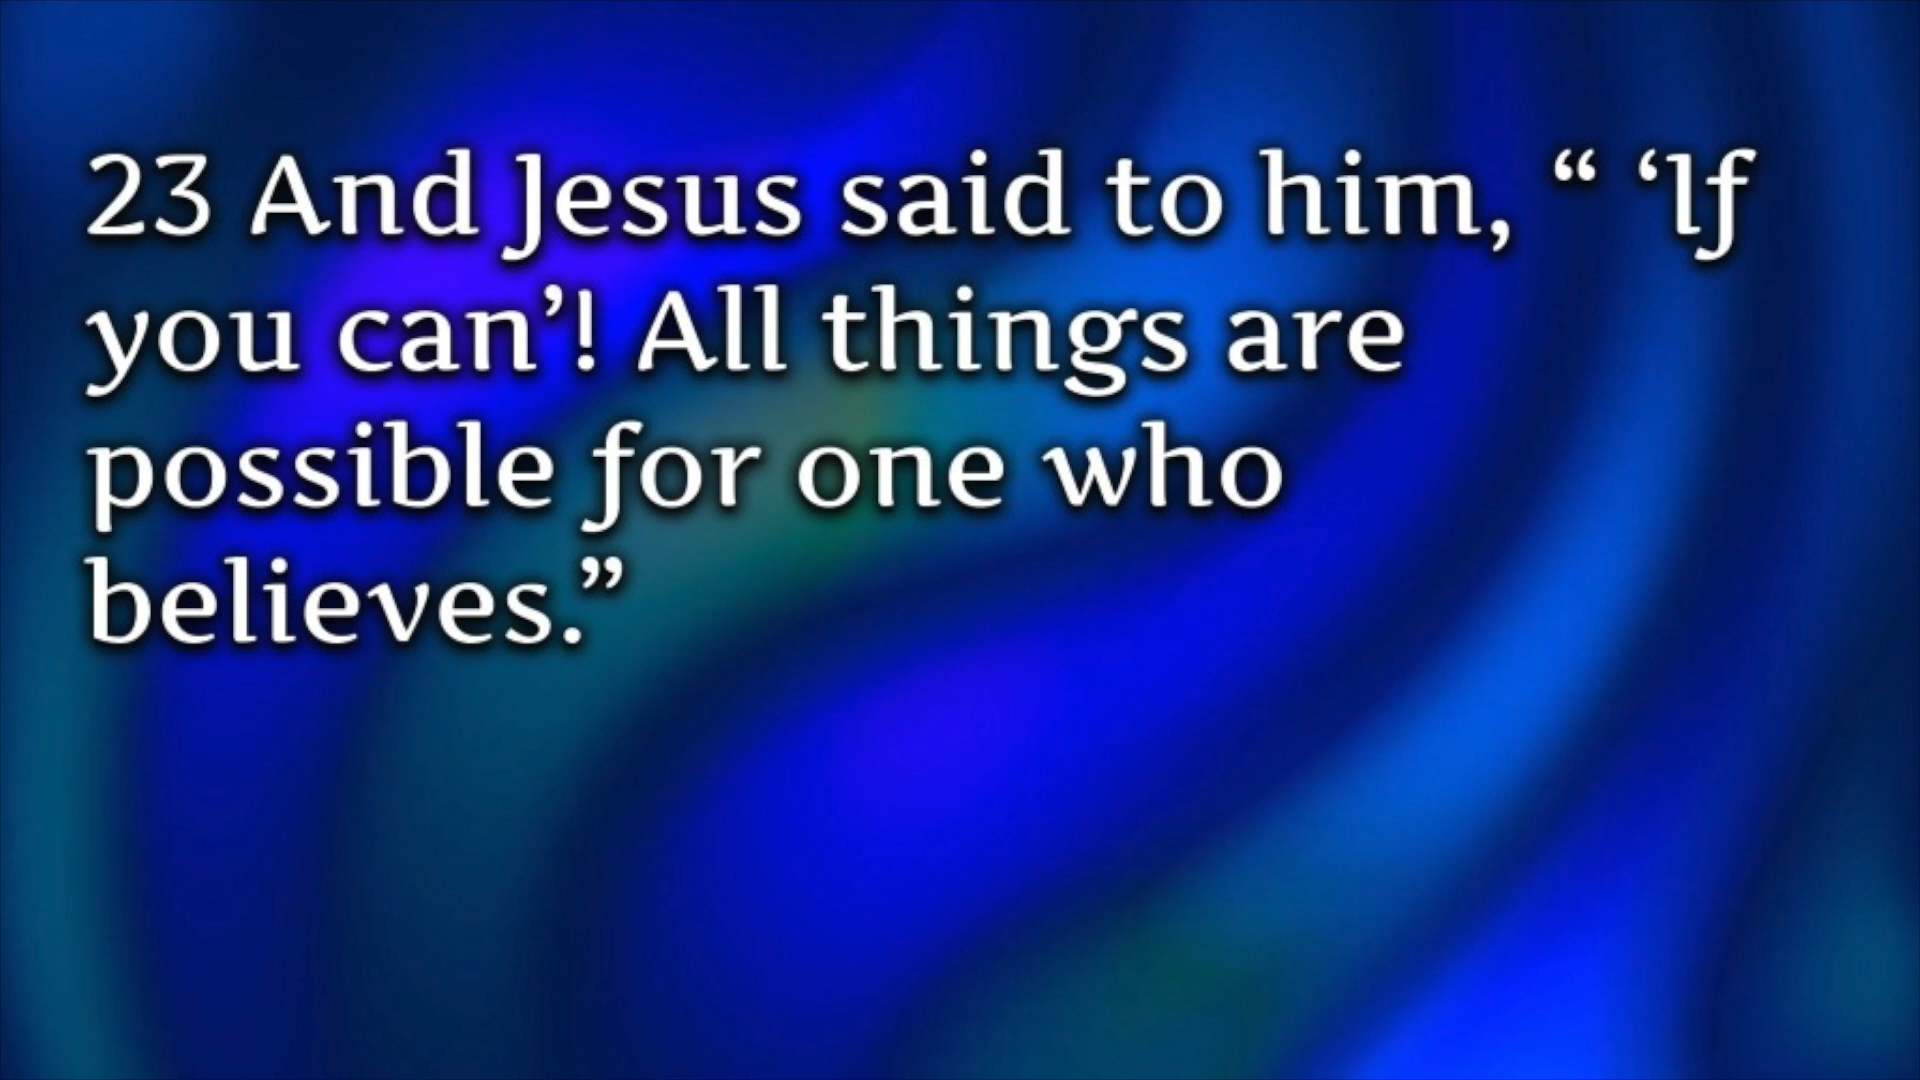 23 And Jesus said to him, “ ‘If
you can’! All things are
possible for one who
believes.”